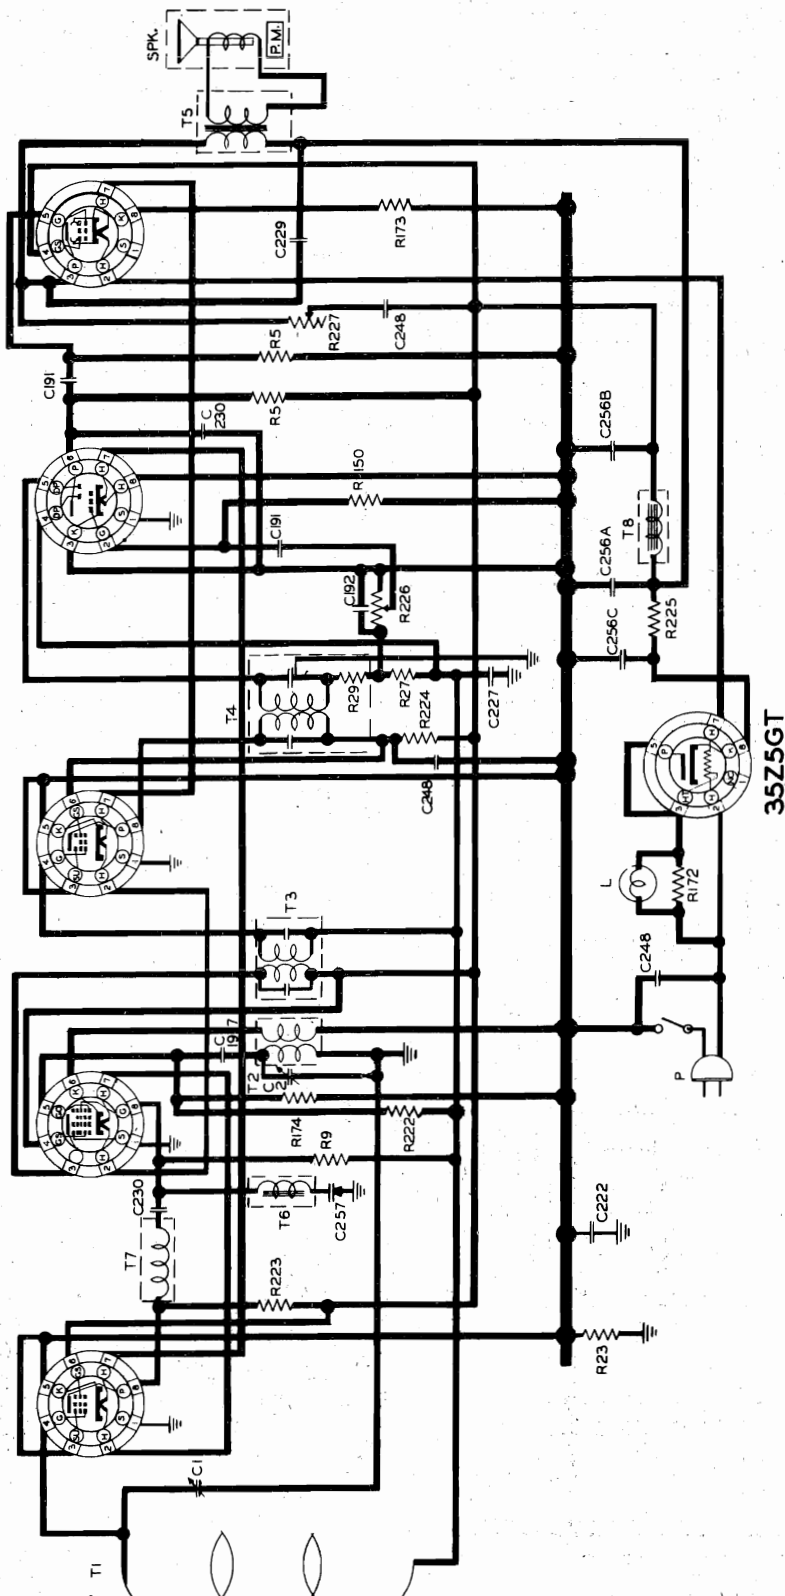 SPK.
P.M.
T5
C229
R173
R227
C248
R5
C191
R5
C
230
C256B
R150
C191
T8
C256A
C192
R226
R225
C256C
T4
R29
R27
R224
C227
C248
35Z5GT
L
R172
T3
C248
C
197
T2
C2
P
R174
R222
R9
C230
T6
C257
C222
T7
R223
R23
C1
T1